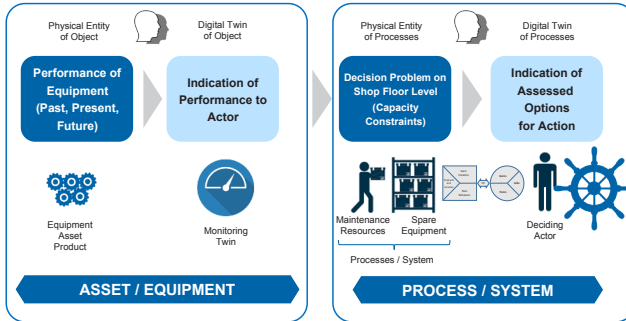 Physical Entity
of Object
Digital Twin
of Object
Performance of
Equipment
(Past, Present,
Future)
Indication of
Performance to
Actor
Equipment
Asset
Product
Monitoring
Twin
ASSET / EQUIPMENT
Physical Entity
of Processes
Digital Twin
of Processes
Decision Problem on
Shop Floor Level
(Capacity
Constraints)
Indication of
Assessed
Options
for Action
Maintenance
Resources
Spare
Equipment
Deciding
Actor
Processes / System
PROCESS / SYSTEM